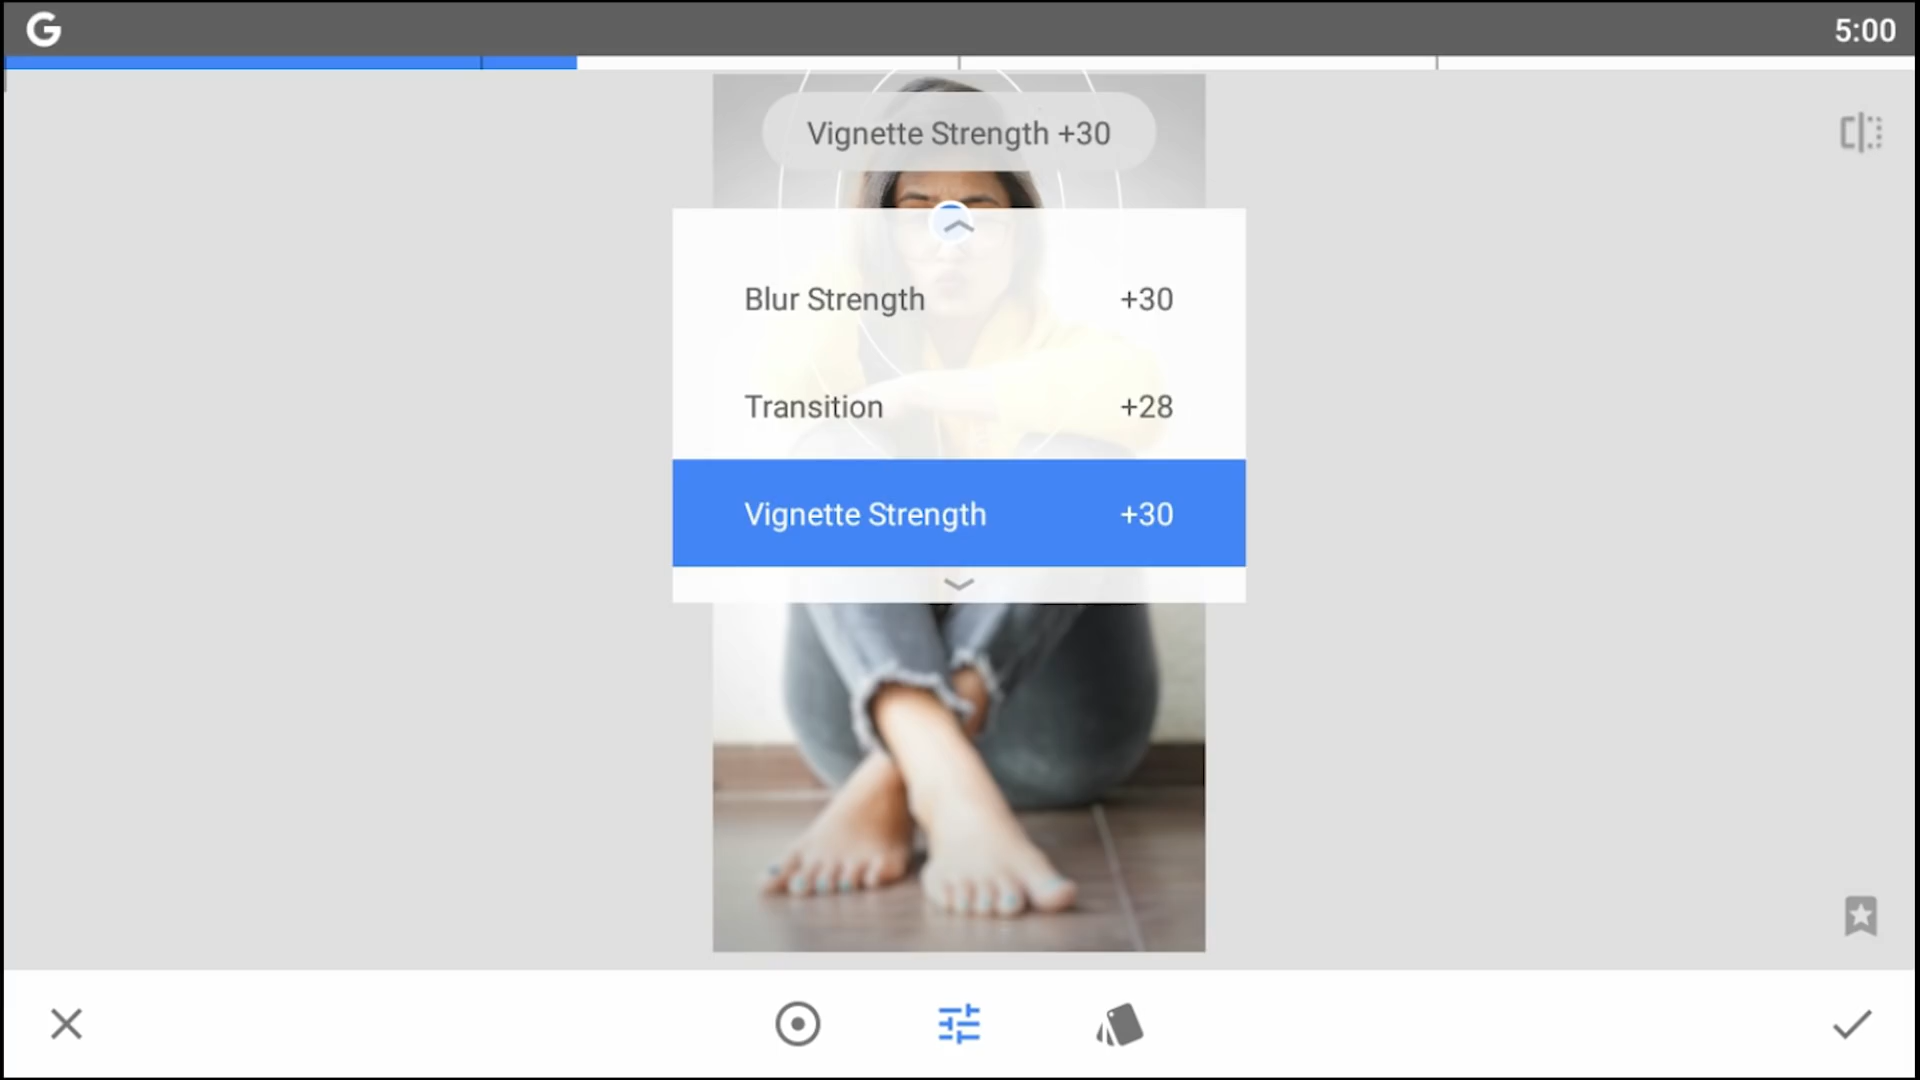 G
5:00
Vignette Strength +30
Blur Strength +30
Transition +28
Vignette Strength +30